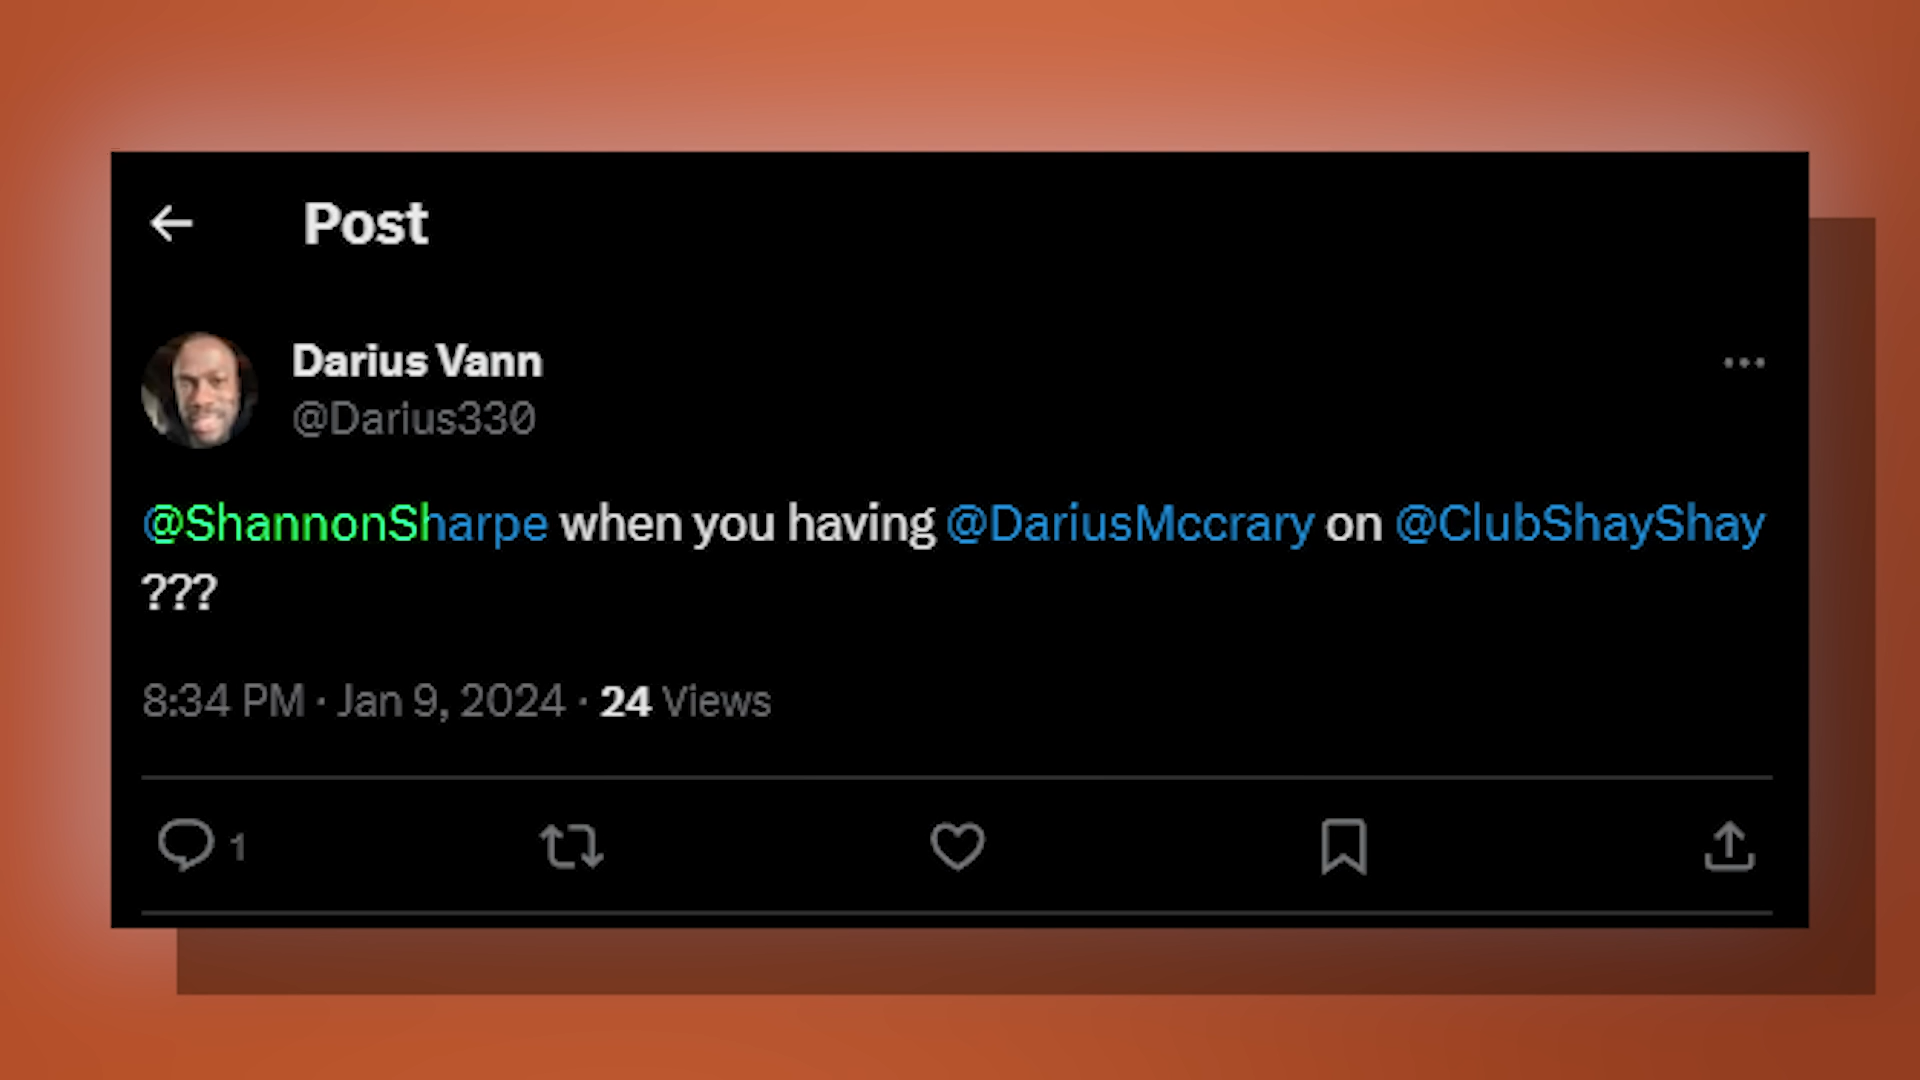 Post
Darius Vann
@Darius330
@ShannonSharpe when you having @DariusMccrary on @ClubShayShay
???
8:34 PM · Jan 9, 2024 · 24 Views
1